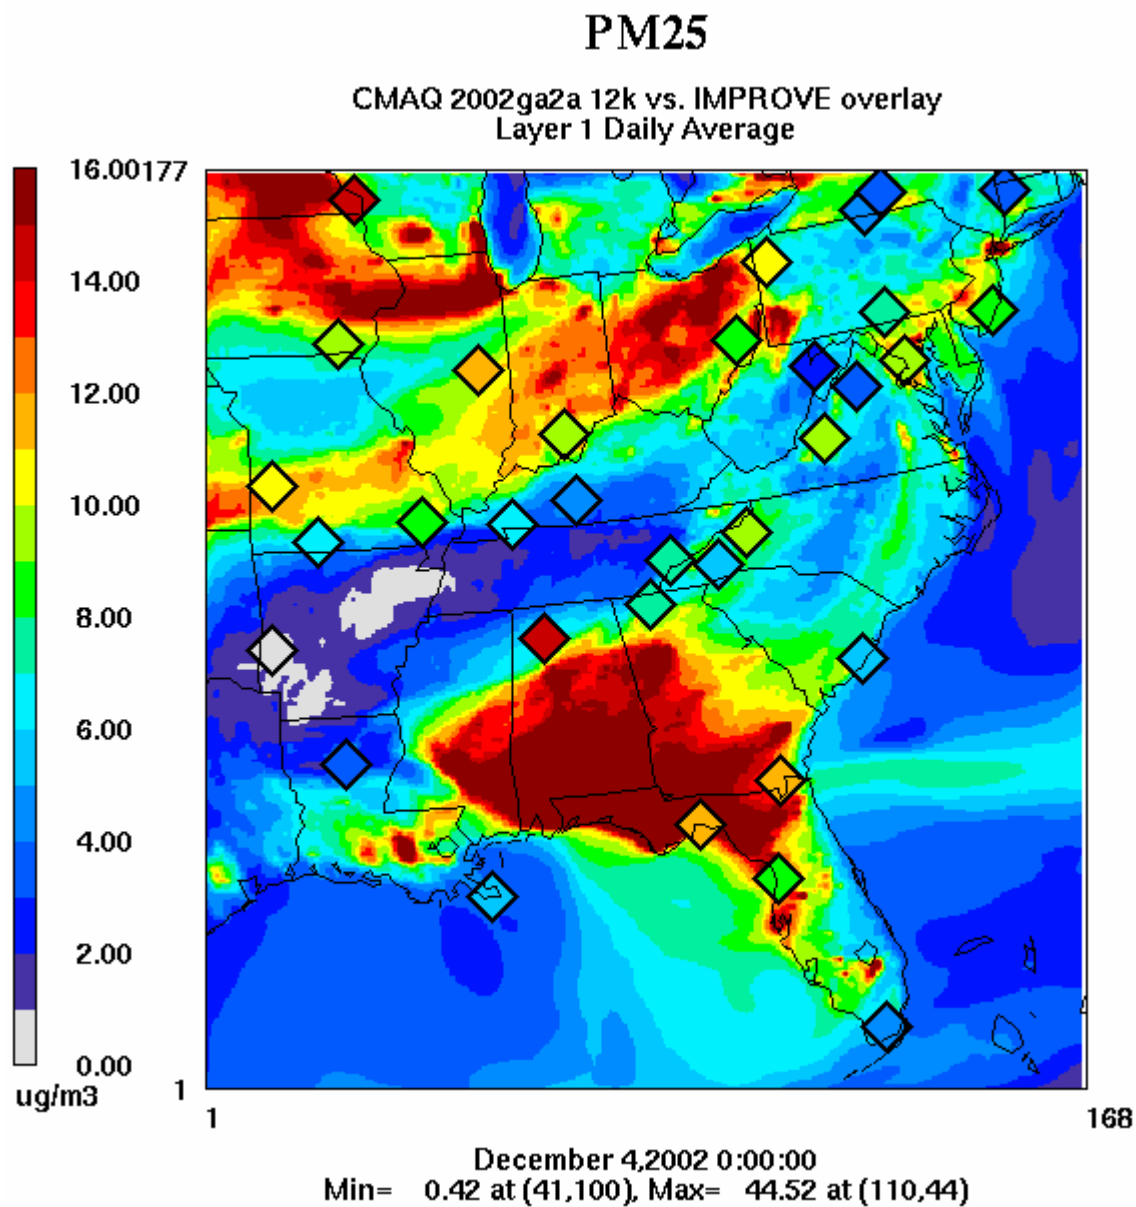 PM25
CMAQ 2002ga2a 12k vs. IMPROVE overlay
Layer 1 Daily Average
16.00
177
14.00
12.00
10.00
8.00
6.00
4.00
2.00
0.00
ug/m3
1
1
168
December 4,2002 0:00:00
Min= 0.42 at (41,100), Max= 44.52 at (110,44)